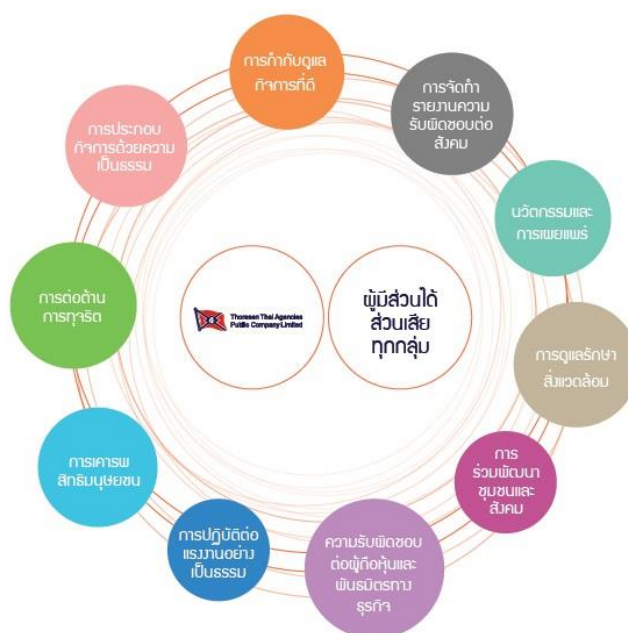 การกำกับดูแล
กิจการที่ดี
การจัดทำ
รายงานความ
รับผิดชอบต่อ
สังคม
นวัตกรรมและ
การเผยแพร่
การดูแลรักษา
สิ่งแวดล้อม
การ
ร่วมพัฒนา
ชุมชนและ
สังคม
ความรับผิดชอบ
ต่อผู้ถือหุ้นและ
พันธมิตรทาง
ธุรกิจ
การปฏิบัติต่อ
แรงงานอย่าง
เป็นธรรม
การเคารพ
สิทธิมนุษยชน
การต่อต้าน
การทุจริต
การประกอบ
กิจการด้วยความ
เป็นธรรม
Thoresen Thai Agencies
Public Company Limited
ผู้มีส่วนได้
ส่วนเสีย
ทุกกลุ่ม